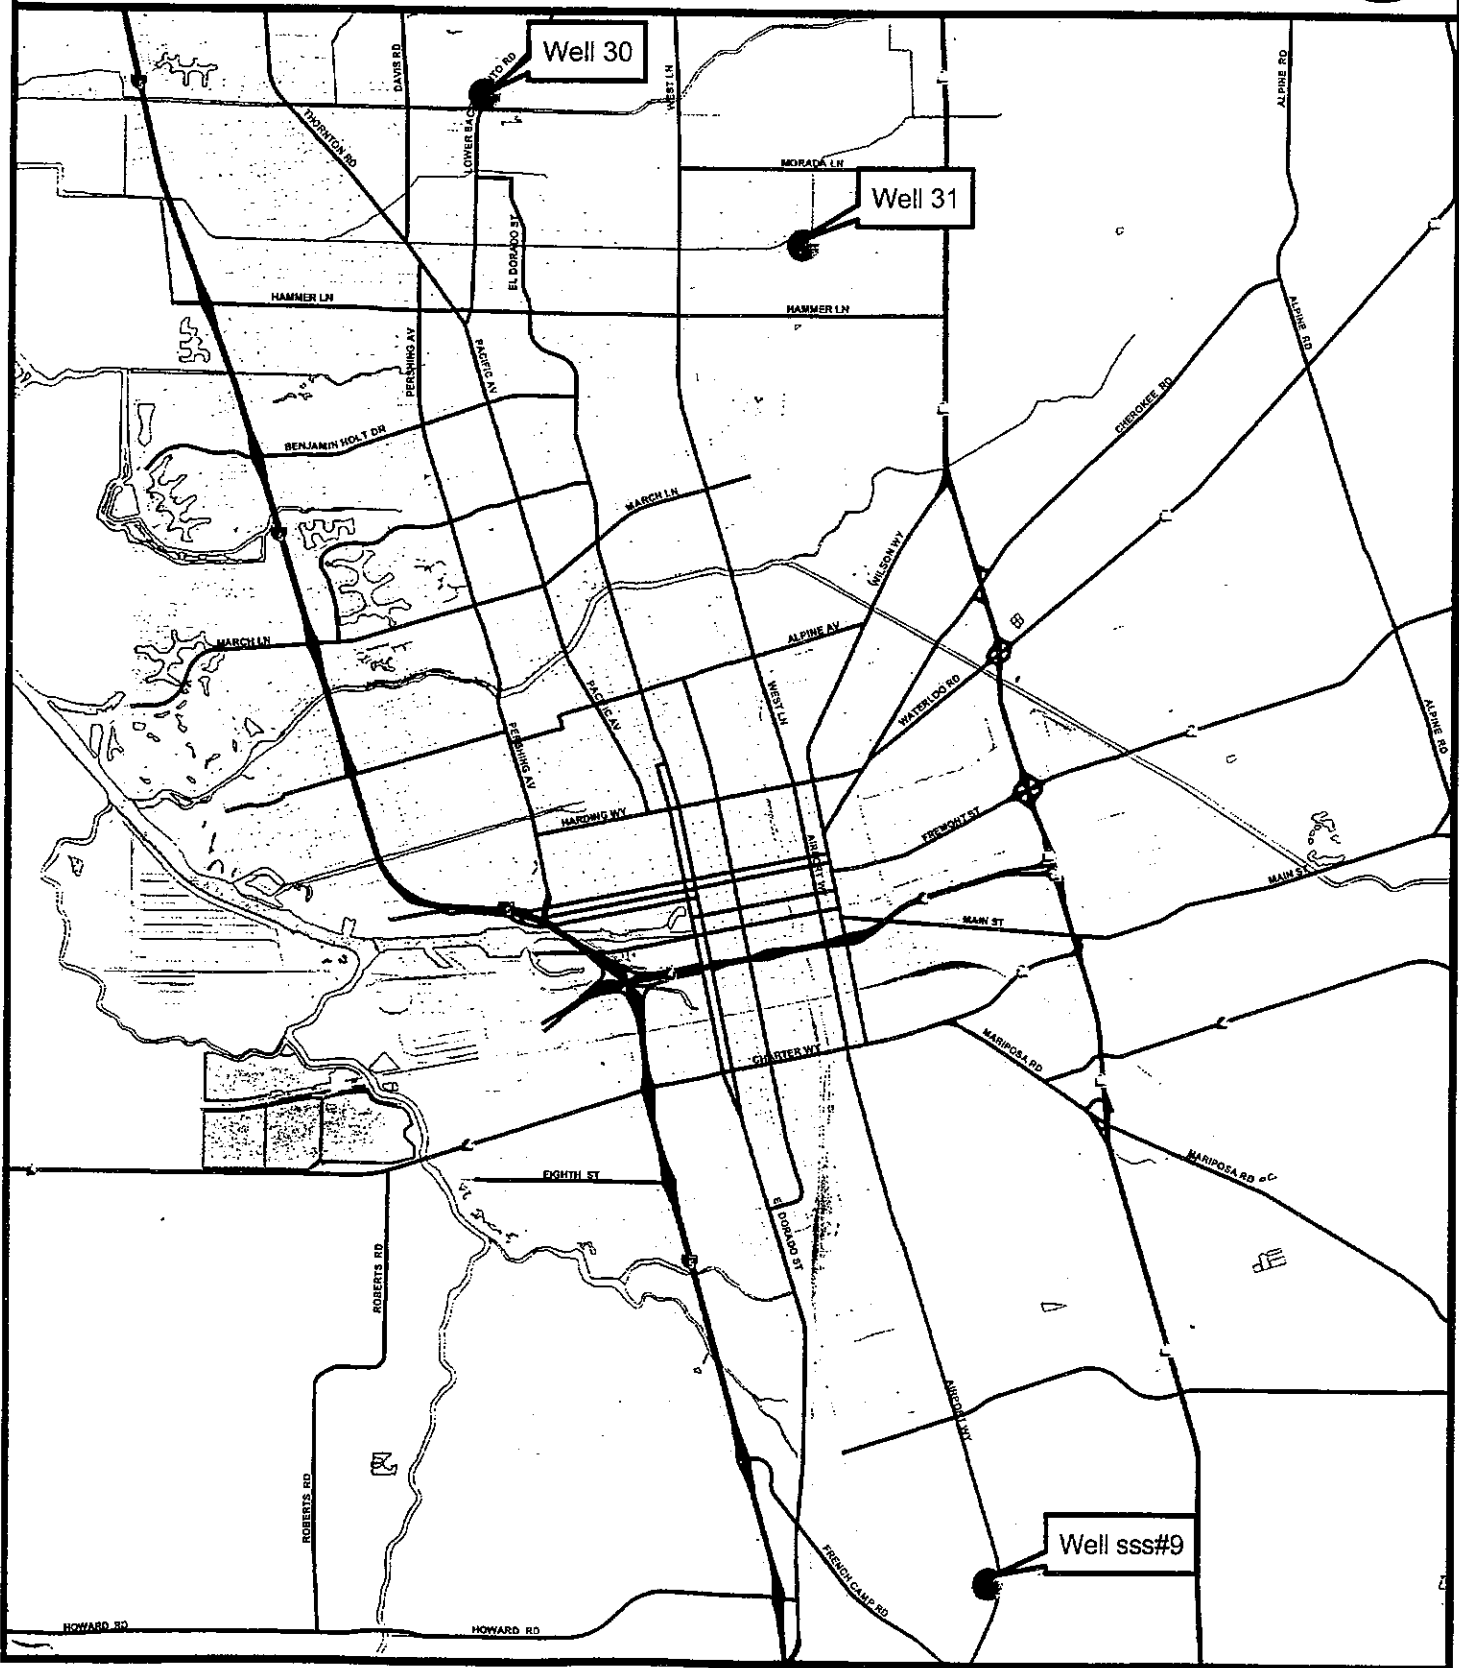 Well 30
DAVIS RD
WEST LN
ALPINE RD
THORNTON RD
MORADA LN
Well 31
EL DORADO ST
HAMMER LN
HAMMER LN
ALPINE RD
PERSHING AV
PACIFIC AV
CHEROKEE RD
BENJAMIN HOLT DR
MARCH LN
WILSON WY
MARCH LN
ALPINE AV
PACIFIC AV
WEST LN
WATERLOO RD
ALPINE RD
PERSHING AV
HARDING WY
FREMONT ST
AIRPORT WY
MAIN ST
MAIN ST
CHARTER WY
MARIPOSA RD
MARIPOSA RD
EIGHTH ST
EL DORADO ST
ROBERTS RD
AIRPORT WY
ROBERTS RD
Well sss#9
FRENCH CAMP RD
HOWARD RD
HOWARD RD